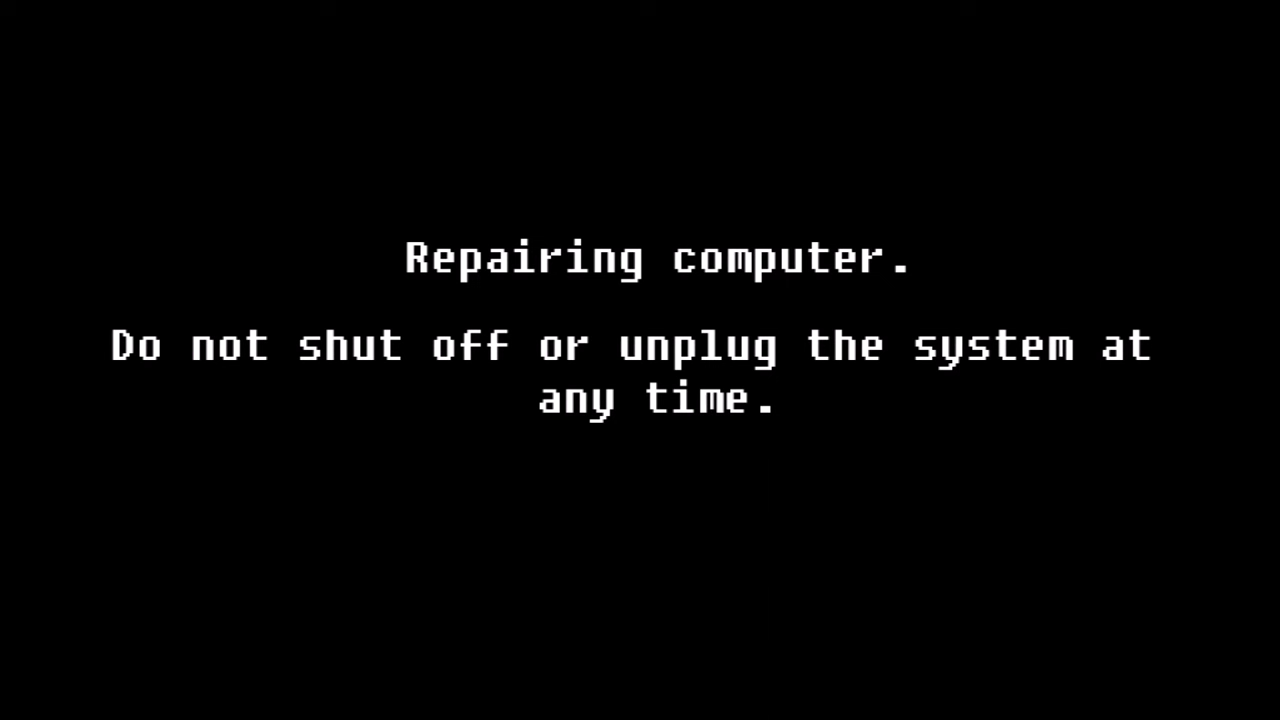 Repairing computer.
Do not shut off or unplug the system at
any time.